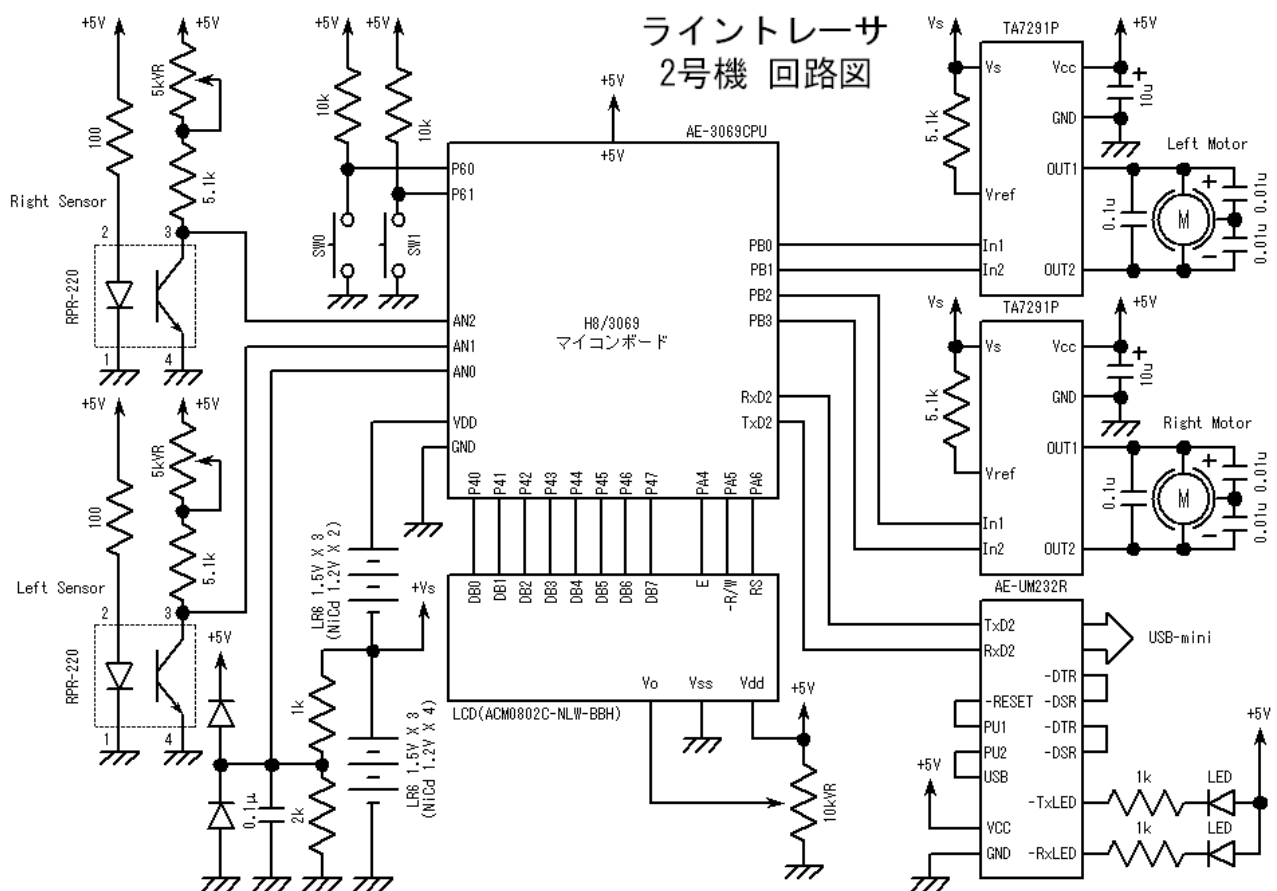 ライントレーサ
2号機 回路図
+5V
+5V
5kVR
100
5.1k
Right Sensor
2
3
RPR-220
1
4
+5V
+5V
5kVR
100
5.1k
Left Sensor
2
3
RPR-220
1
4
+5V
+5V
10k
10k
SW0
SW1
+5V
0.1μ
1k
2k
LR6 1.5V X 3
(NiCd 1.2V X 2)
+Vs
LR6 1.5V X 3
(NiCd 1.2V X 4)
+5V
AE-3069CPU
+5V
P60
P61
AN2
AN1
AN0
VDD
GND
H8/3069
マイコンボード
PB0
PB1
PB2
PB3
RxD2
TxD2
P40
P41
P42
P43
P44
P45
P46
P47
PA4
PA5
PA6
DB0
DB1
DB2
DB3
DB4
DB5
DB6
DB7
E
-R/W
RS
Vo
Vss
Vdd
LCD(ACM0802C-NLW-BBH)
+5V
10kVR
Vs
TA7291P
+5V
Vs
Vcc
+
10u
GND
5.1k
Vref
In1
In2
OUT1
OUT2
Left Motor
0.1u
+
M
−
0.01u
0.01u
Vs
TA7291P
+5V
Vs
Vcc
+
10u
GND
5.1k
Vref
In1
In2
OUT1
OUT2
Right Motor
0.1u
+
M
−
0.01u
0.01u
AE-UM232R
TxD2
RxD2
USB-mini
-RESET
PU1
PU2
USB
-DTR
-DSR
-DTR
-DSR
+5V
VCC
GND
-TxLED
-RxLED
1k
LED
1k
LED
+5V